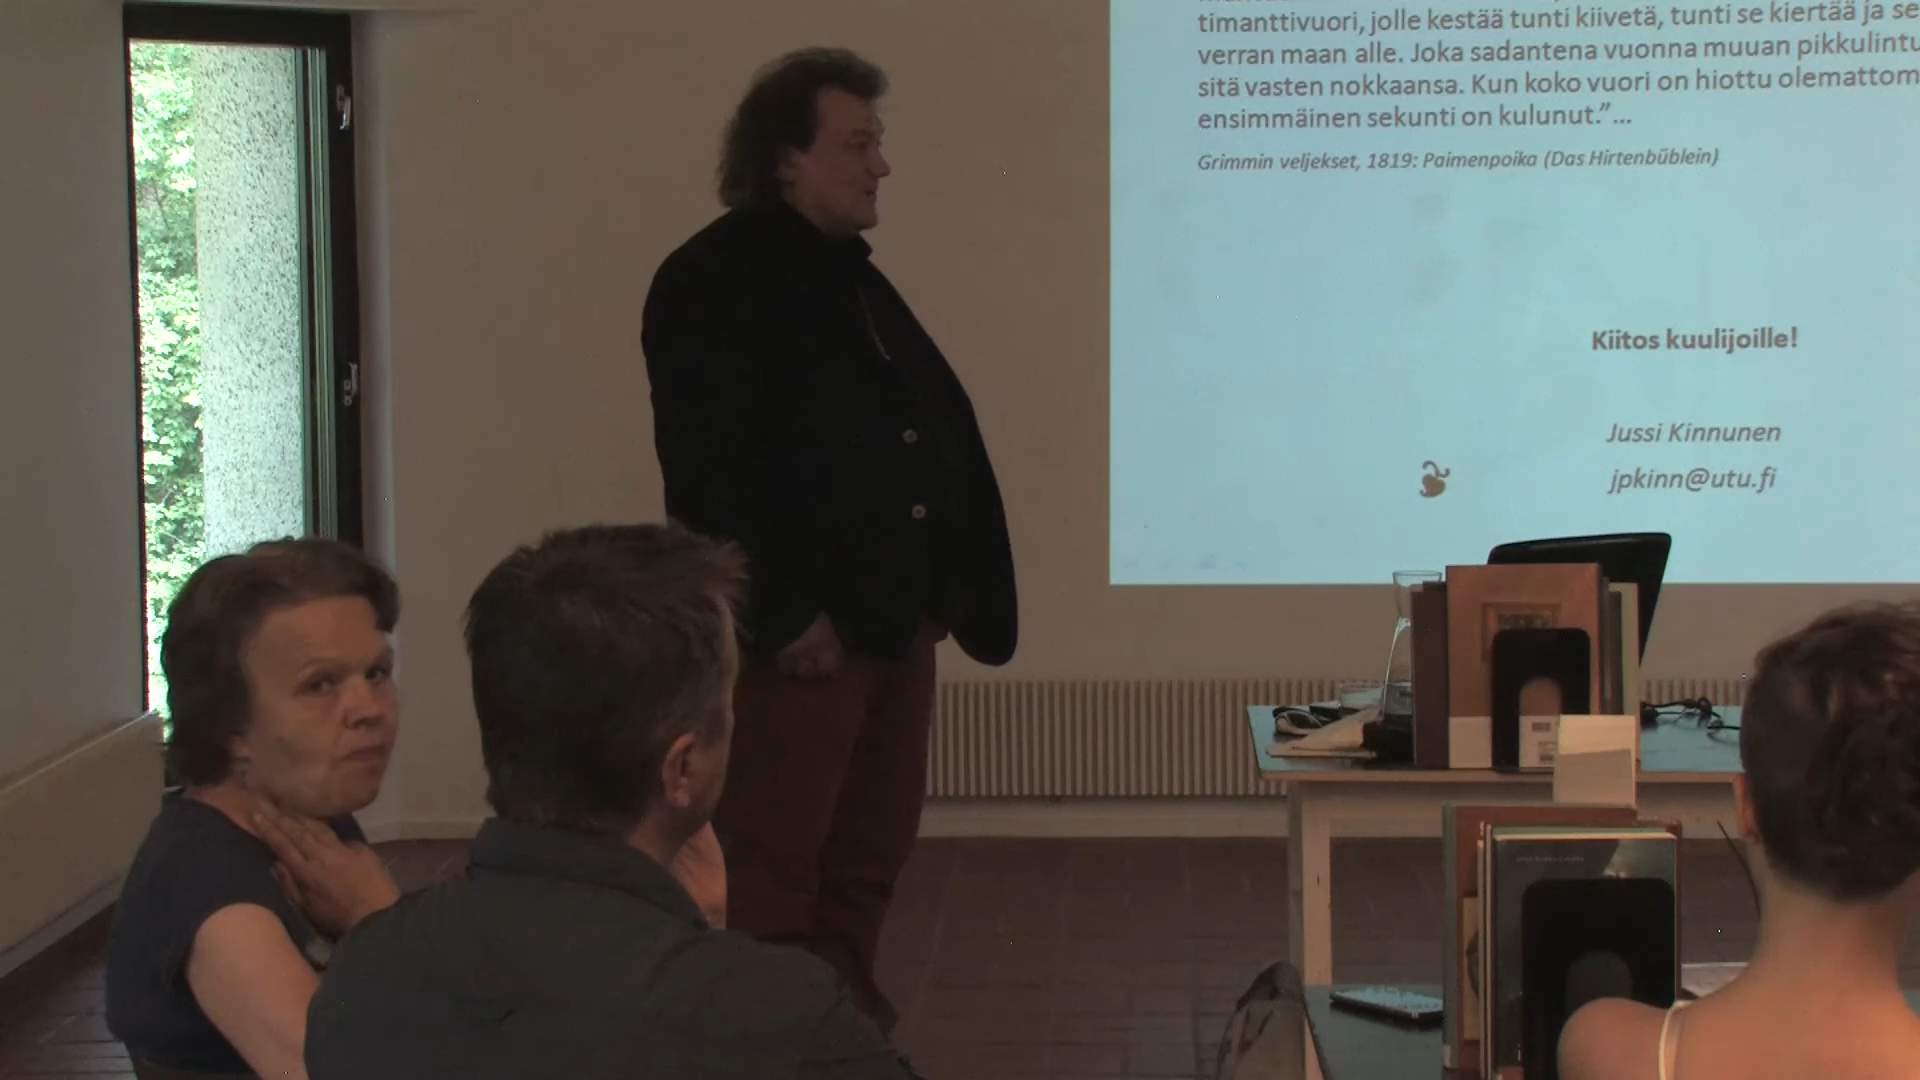 timanttivuori, jolle kestää tunti kiivetä, tunti se kiertää ja se
verran maan alle. Joka sadantena vuonna muuan pikkulintu
sitä vasten nokkaansa. Kun koko vuori on hiottu olemattom
ensimmäinen sekunti on kulunut.”...
Grimmin veljekset, 1819: Paimenpoika (Das Hirtenbüblein)
Kiitos kuulijoille!
Jussi Kinnunen
jpkinn@utu.fi